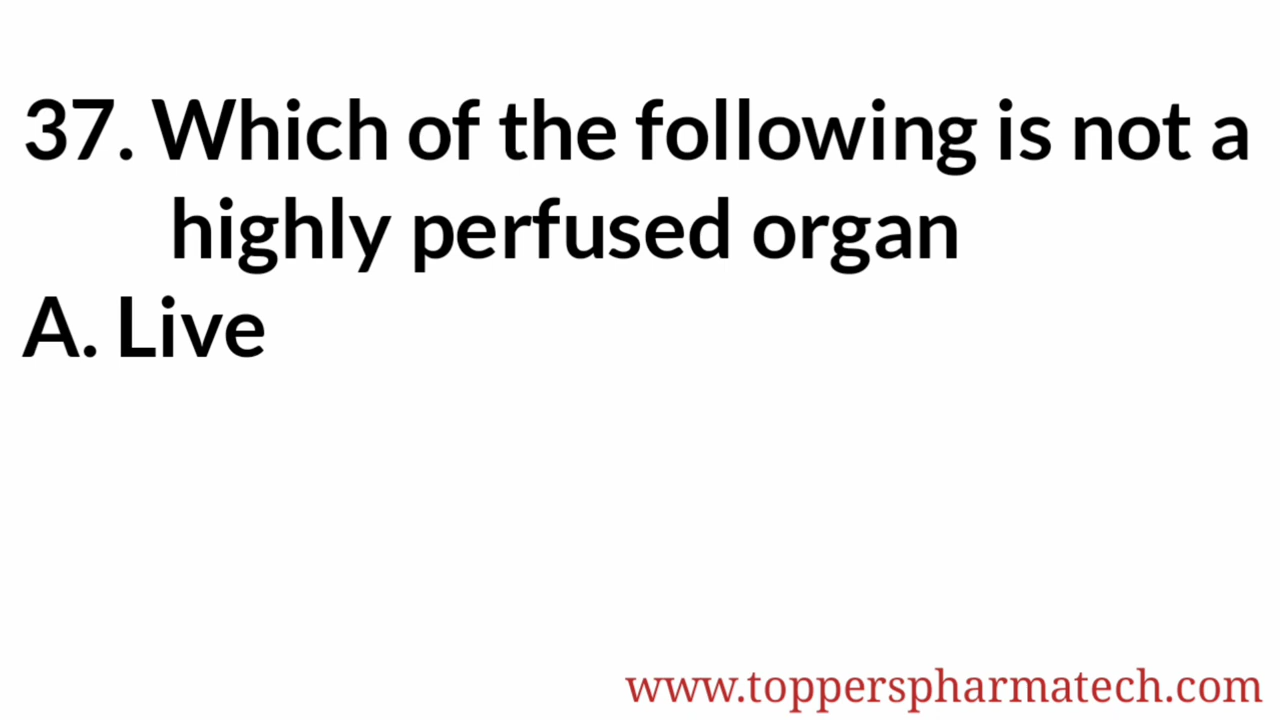 37. Which of the following is not a
highly perfused organ
A. Live
www.topperspharmatech.com